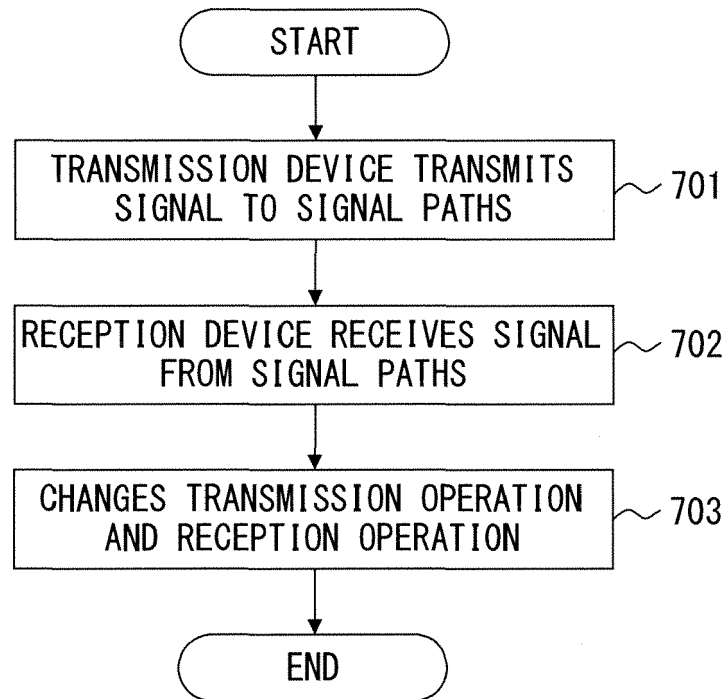 START
TRANSMISSION DEVICE TRANSMITS
SIGNAL TO SIGNAL PATHS
701
RECEPTION DEVICE RECEIVES SIGNAL
FROM SIGNAL PATHS
702
CHANGES TRANSMISSION OPERATION
AND RECEPTION OPERATION
703
END